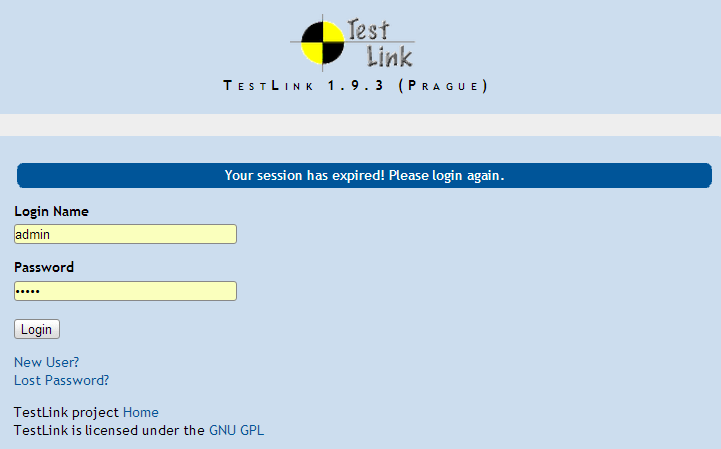 Test
Link
TestLink 1.9.3 (Prague)
Your session has expired! Please login again.
Login Name
admin
Password
•••••
Login
New User?
Lost Password?
TestLink project Home
TestLink is licensed under the GNU GPL